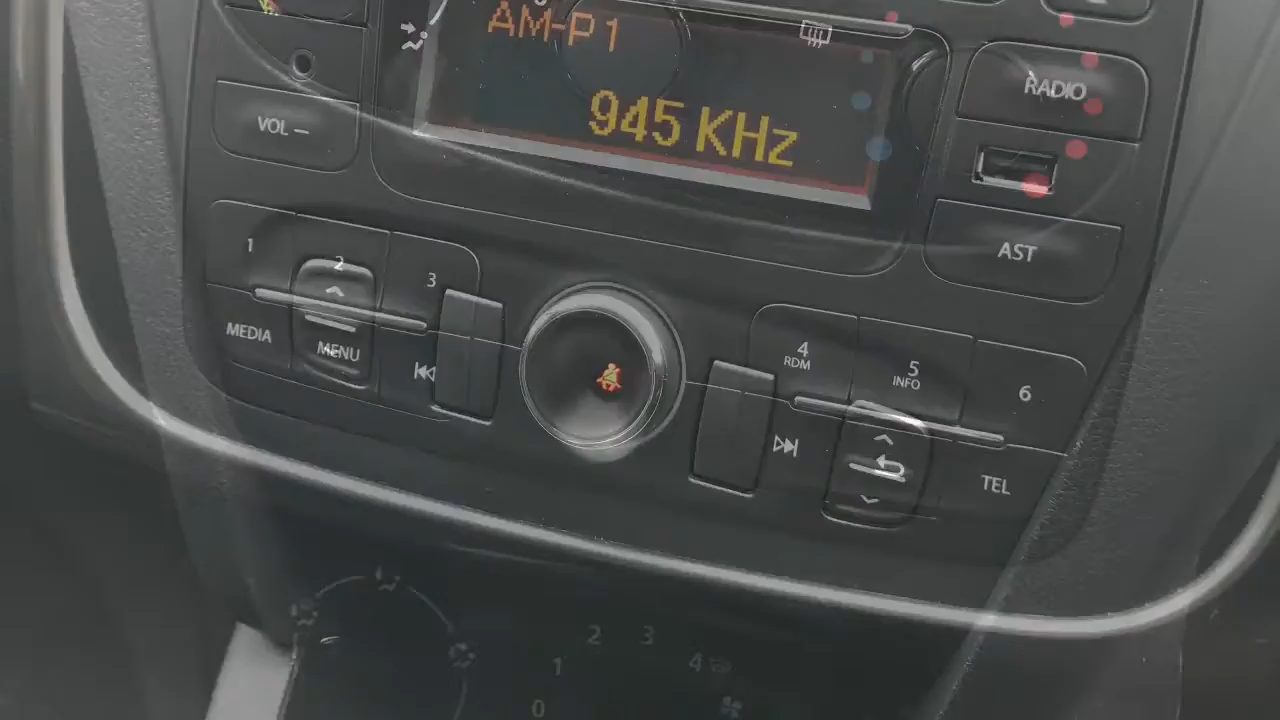 AM-P1
945 KHz
VOL –
RADIO
AST
1
2
3
MEDIA
MENU
4
RDM
5
INFO
6
TEL
2
3
1
4
0